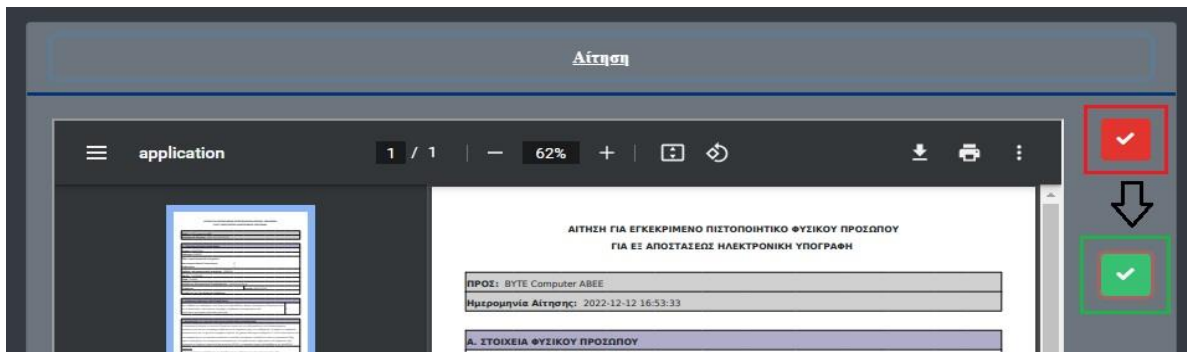 Αίτηση
application
1 / 1
62%
ΑΙΤΗΣΗ ΓΙΑ ΕΓΚΕΚΡΙΜΕΝΟ ΠΙΣΤΟΠΟΙΗΤΙΚΟ ΦΥΣΙΚΟΥ ΠΡΟΣΩΠΟΥ
ΓΙΑ ΕΞ ΑΠΟΣΤΑΣΕΩΣ ΗΛΕΚΤΡΟΝΙΚΗ ΥΠΟΓΡΑΦΗ
ΠΡΟΣ: BYTE Computer ΑΒΕΕ
Ημερομηνία Αίτησης: 2022-12-12 16:53:33
Α. ΣΤΟΙΧΕΙΑ ΦΥΣΙΚΟΥ ΠΡΟΣΩΠΟΥ